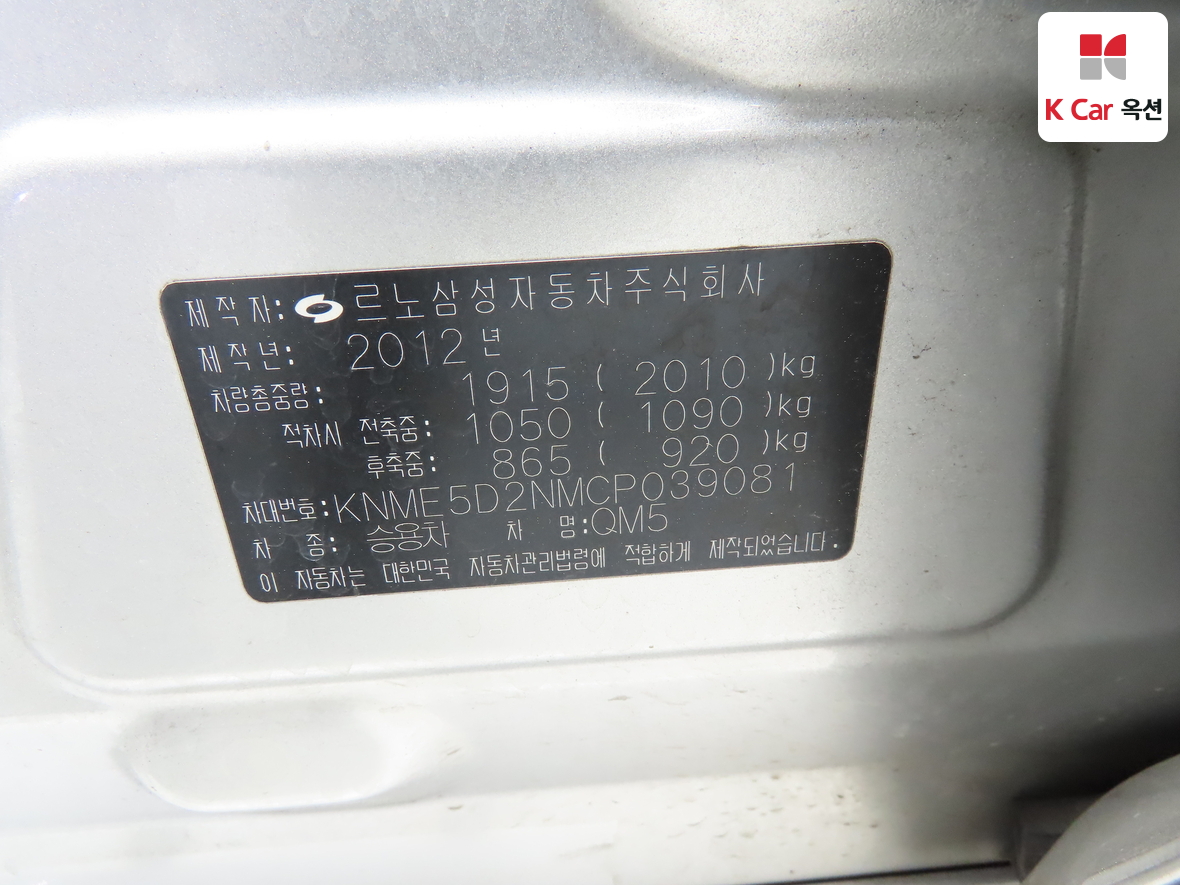 K Car 옥션
제작자: 르노삼성자동차주식회사
제작년: 2012년
차량총중량: 1915 ( 2010 )kg
적차시 전축중: 1050 ( 1090 )kg
후축중: 865 ( 920 )kg
차대번호:KNME5D2NMCP039081
차 종: 승용차 차 명:QM5
이 자동차는 대한민국 자동차관리법령에 적합하게 제작되었습니다.